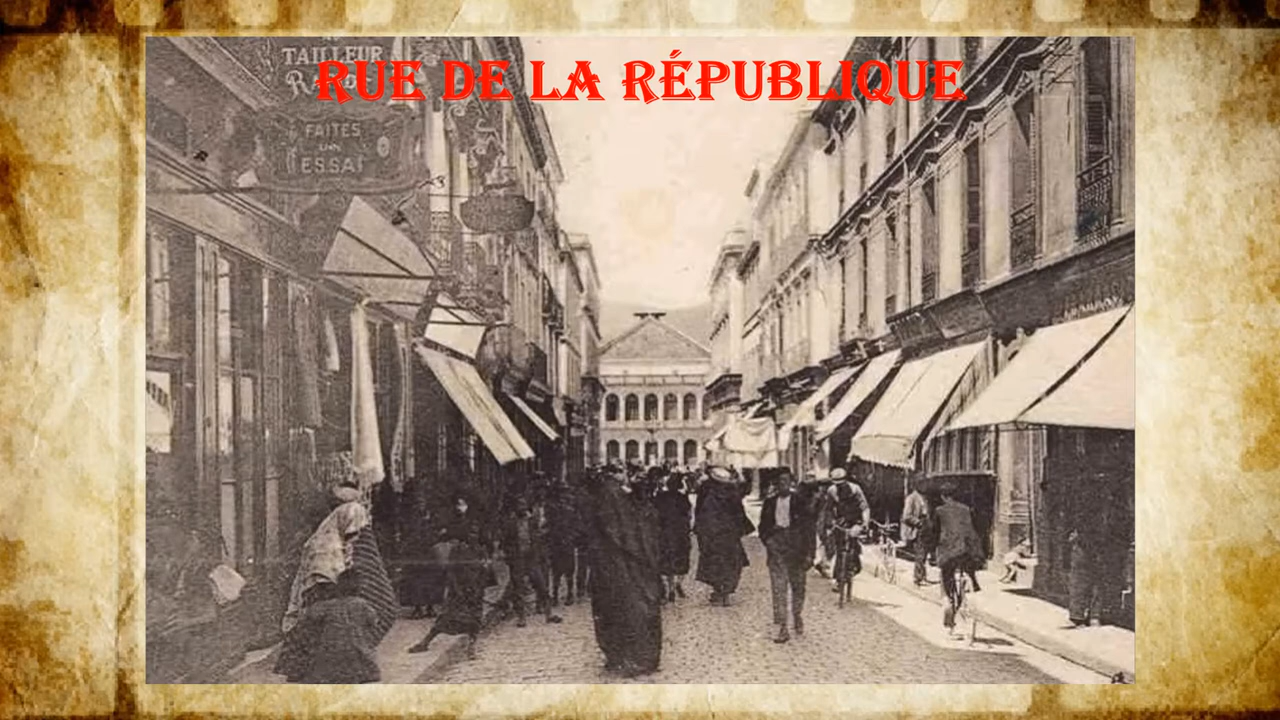 TAILLEUR
RUE DE LA RÉPUBLIQUE
FAITES
UN
ESSAI